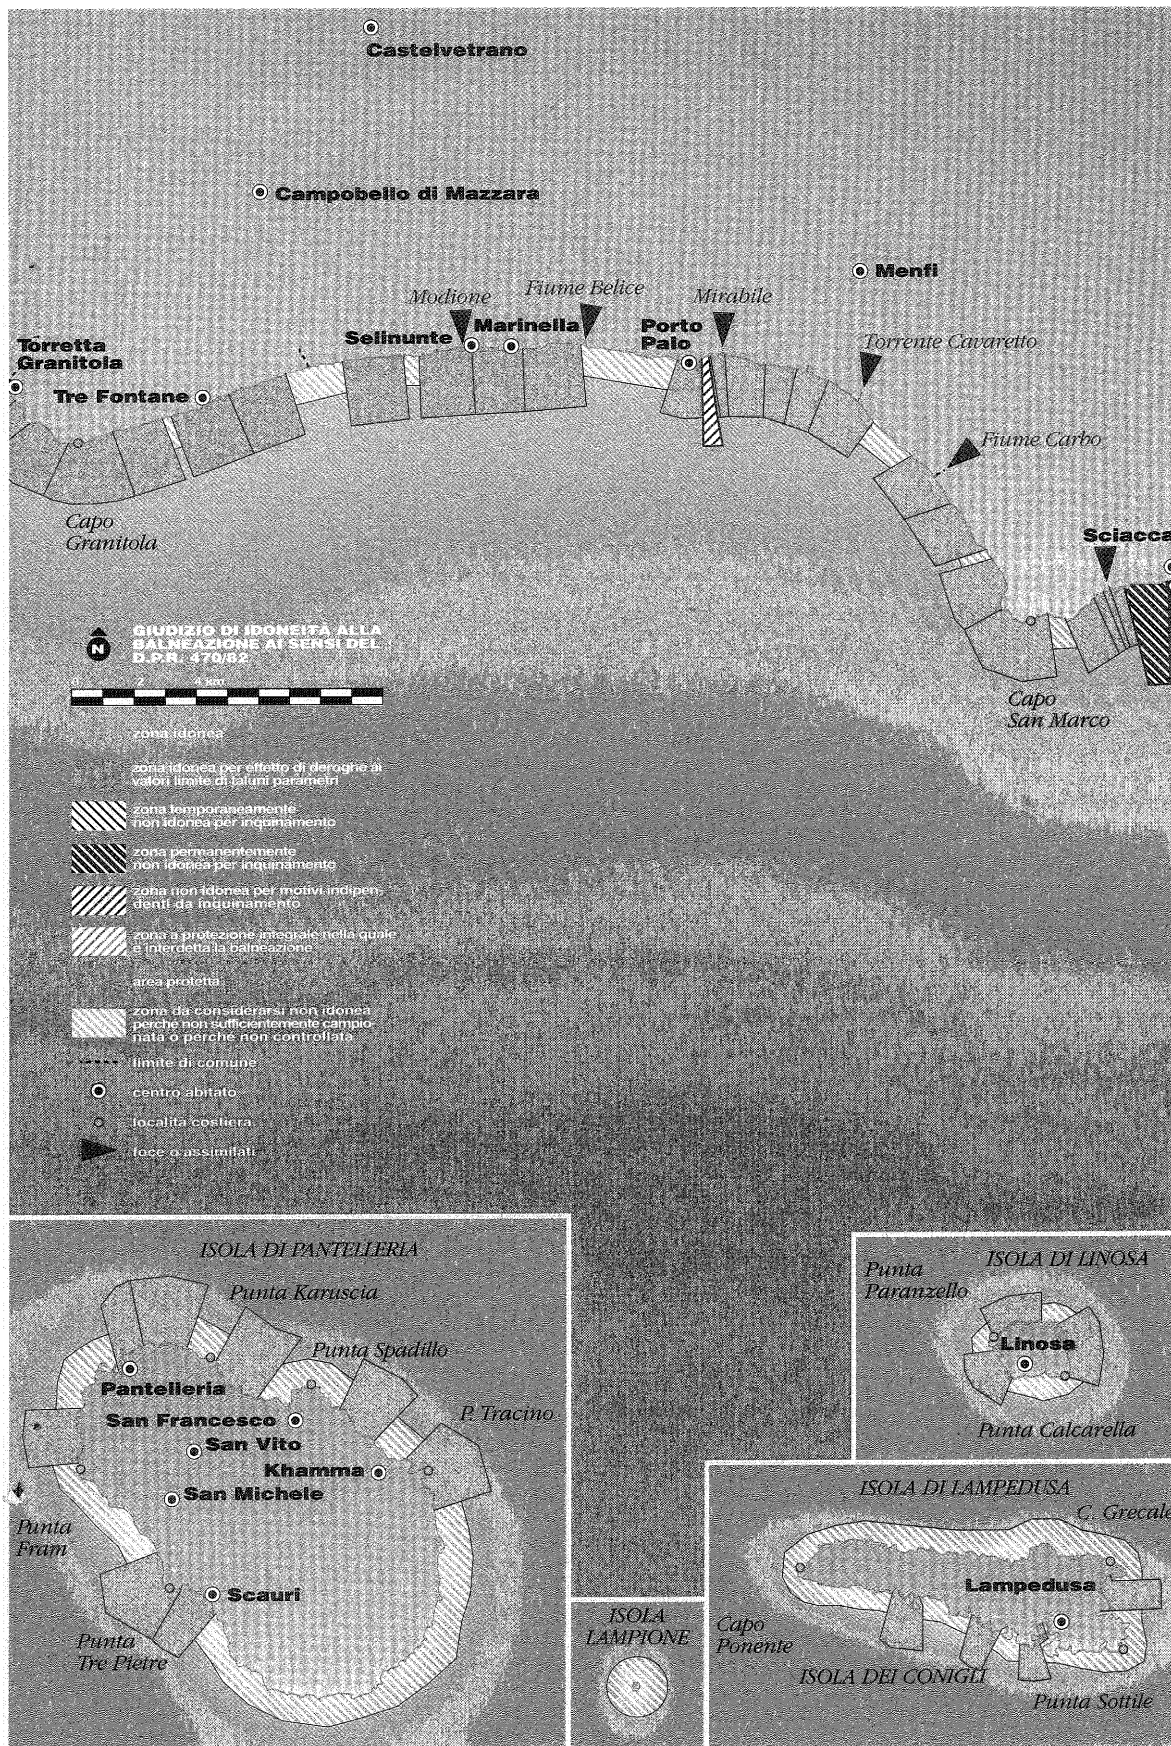 Castelvetrano
Campobello di Mazzara
Menfi
Modione
Fiume Belice
Mirabile
Selinunte
Marinella
Porto
Palo
Torrente Cavaretto
Torretta
Granitola
Tre Fontane
Fiume Carbo
Capo
Granitola
Sciacca
Capo
San Marco
N
GIUDIZIO DI IDONEITÀ ALLA
BALNEAZIONE AI SENSI DEL
D.P.R. 470/82
0 2 4 km
zona idonea
zona idonea per effetto di deroghe ai
valori limite di taluni parametri
zona temporaneamente
non idonea per inquinamento
zona permanentemente
non idonea per inquinamento
zona non idonea per motivi indipen-
denti da inquinamento
zona a protezione integrale nella quale
è interdetta la balneazione
area protetta
zona da considerarsi non idonea
perché non sufficientemente campio-
nata o perché non controllata
limite di comune
centro abitato
località costiera
foce o assimilati
ISOLA DI PANTELLERIA
Punta Karuscia
Punta Spadillo
Pantelleria
San Francesco
P. Tracino
San Vito
Khamma
San Michele
Punta
Fram
Scauri
Punta
Tre Pietre
ISOLA DI LINOSA
Punta
Paranzello
Linosa
Punta Calcarella
ISOLA DI LAMPEDUSA
C. Grecale
Lampedusa
Capo
Ponente
ISOLA DEI CONIGLI
Punta Sottile
ISOLA
LAMPIONE